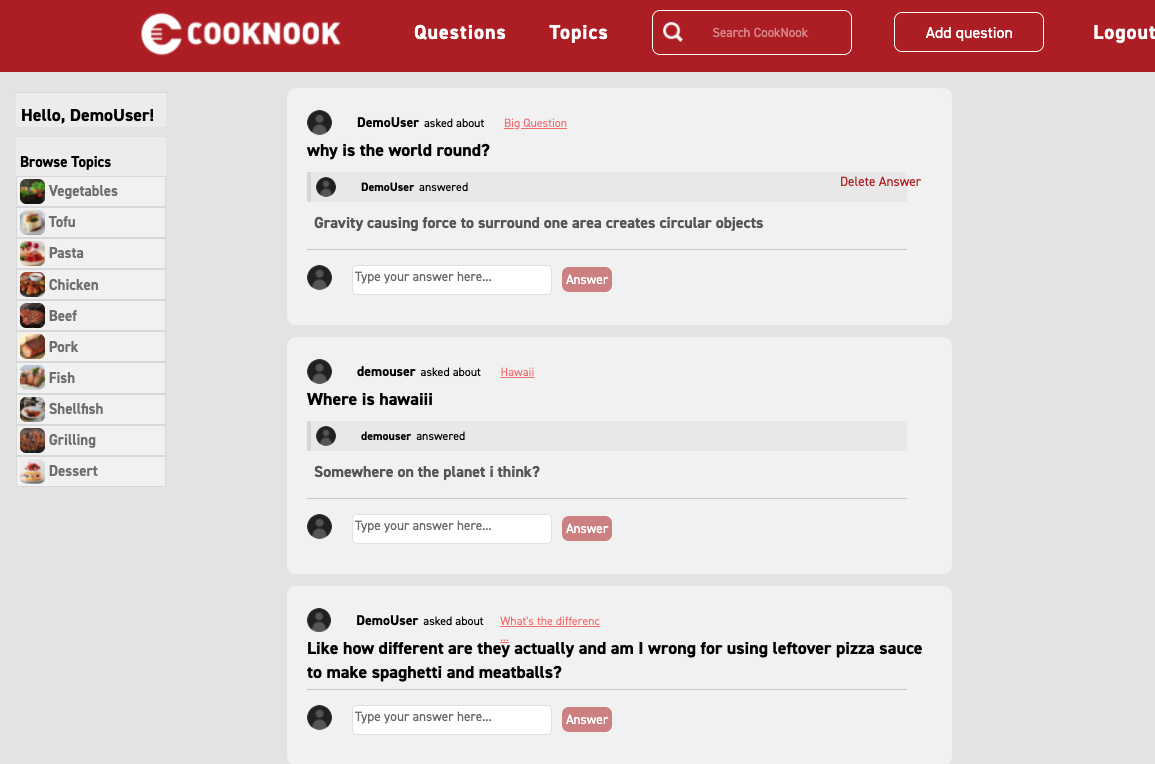 COOKNOOK
Questions
Topics
Search CookNook
Add question
Logout
Hello, DemoUser!
Browse Topics
Vegetables
Tofu
Pasta
Chicken
Beef
Pork
Fish
Shellfish
Grilling
Dessert
DemoUser asked about Big Question
why is the world round?
DemoUser answered
Delete Answer
Gravity causing force to surround one area creates circular objects
Type your answer here...
Answer
demouser asked about Hawaii
Where is hawaiii
demouser answered
Somewhere on the planet i think?
Type your answer here...
Answer
DemoUser asked about What's the differenc
...
Like how different are they actually and am I wrong for using leftover pizza sauce
to make spaghetti and meatballs?
Type your answer here...
Answer